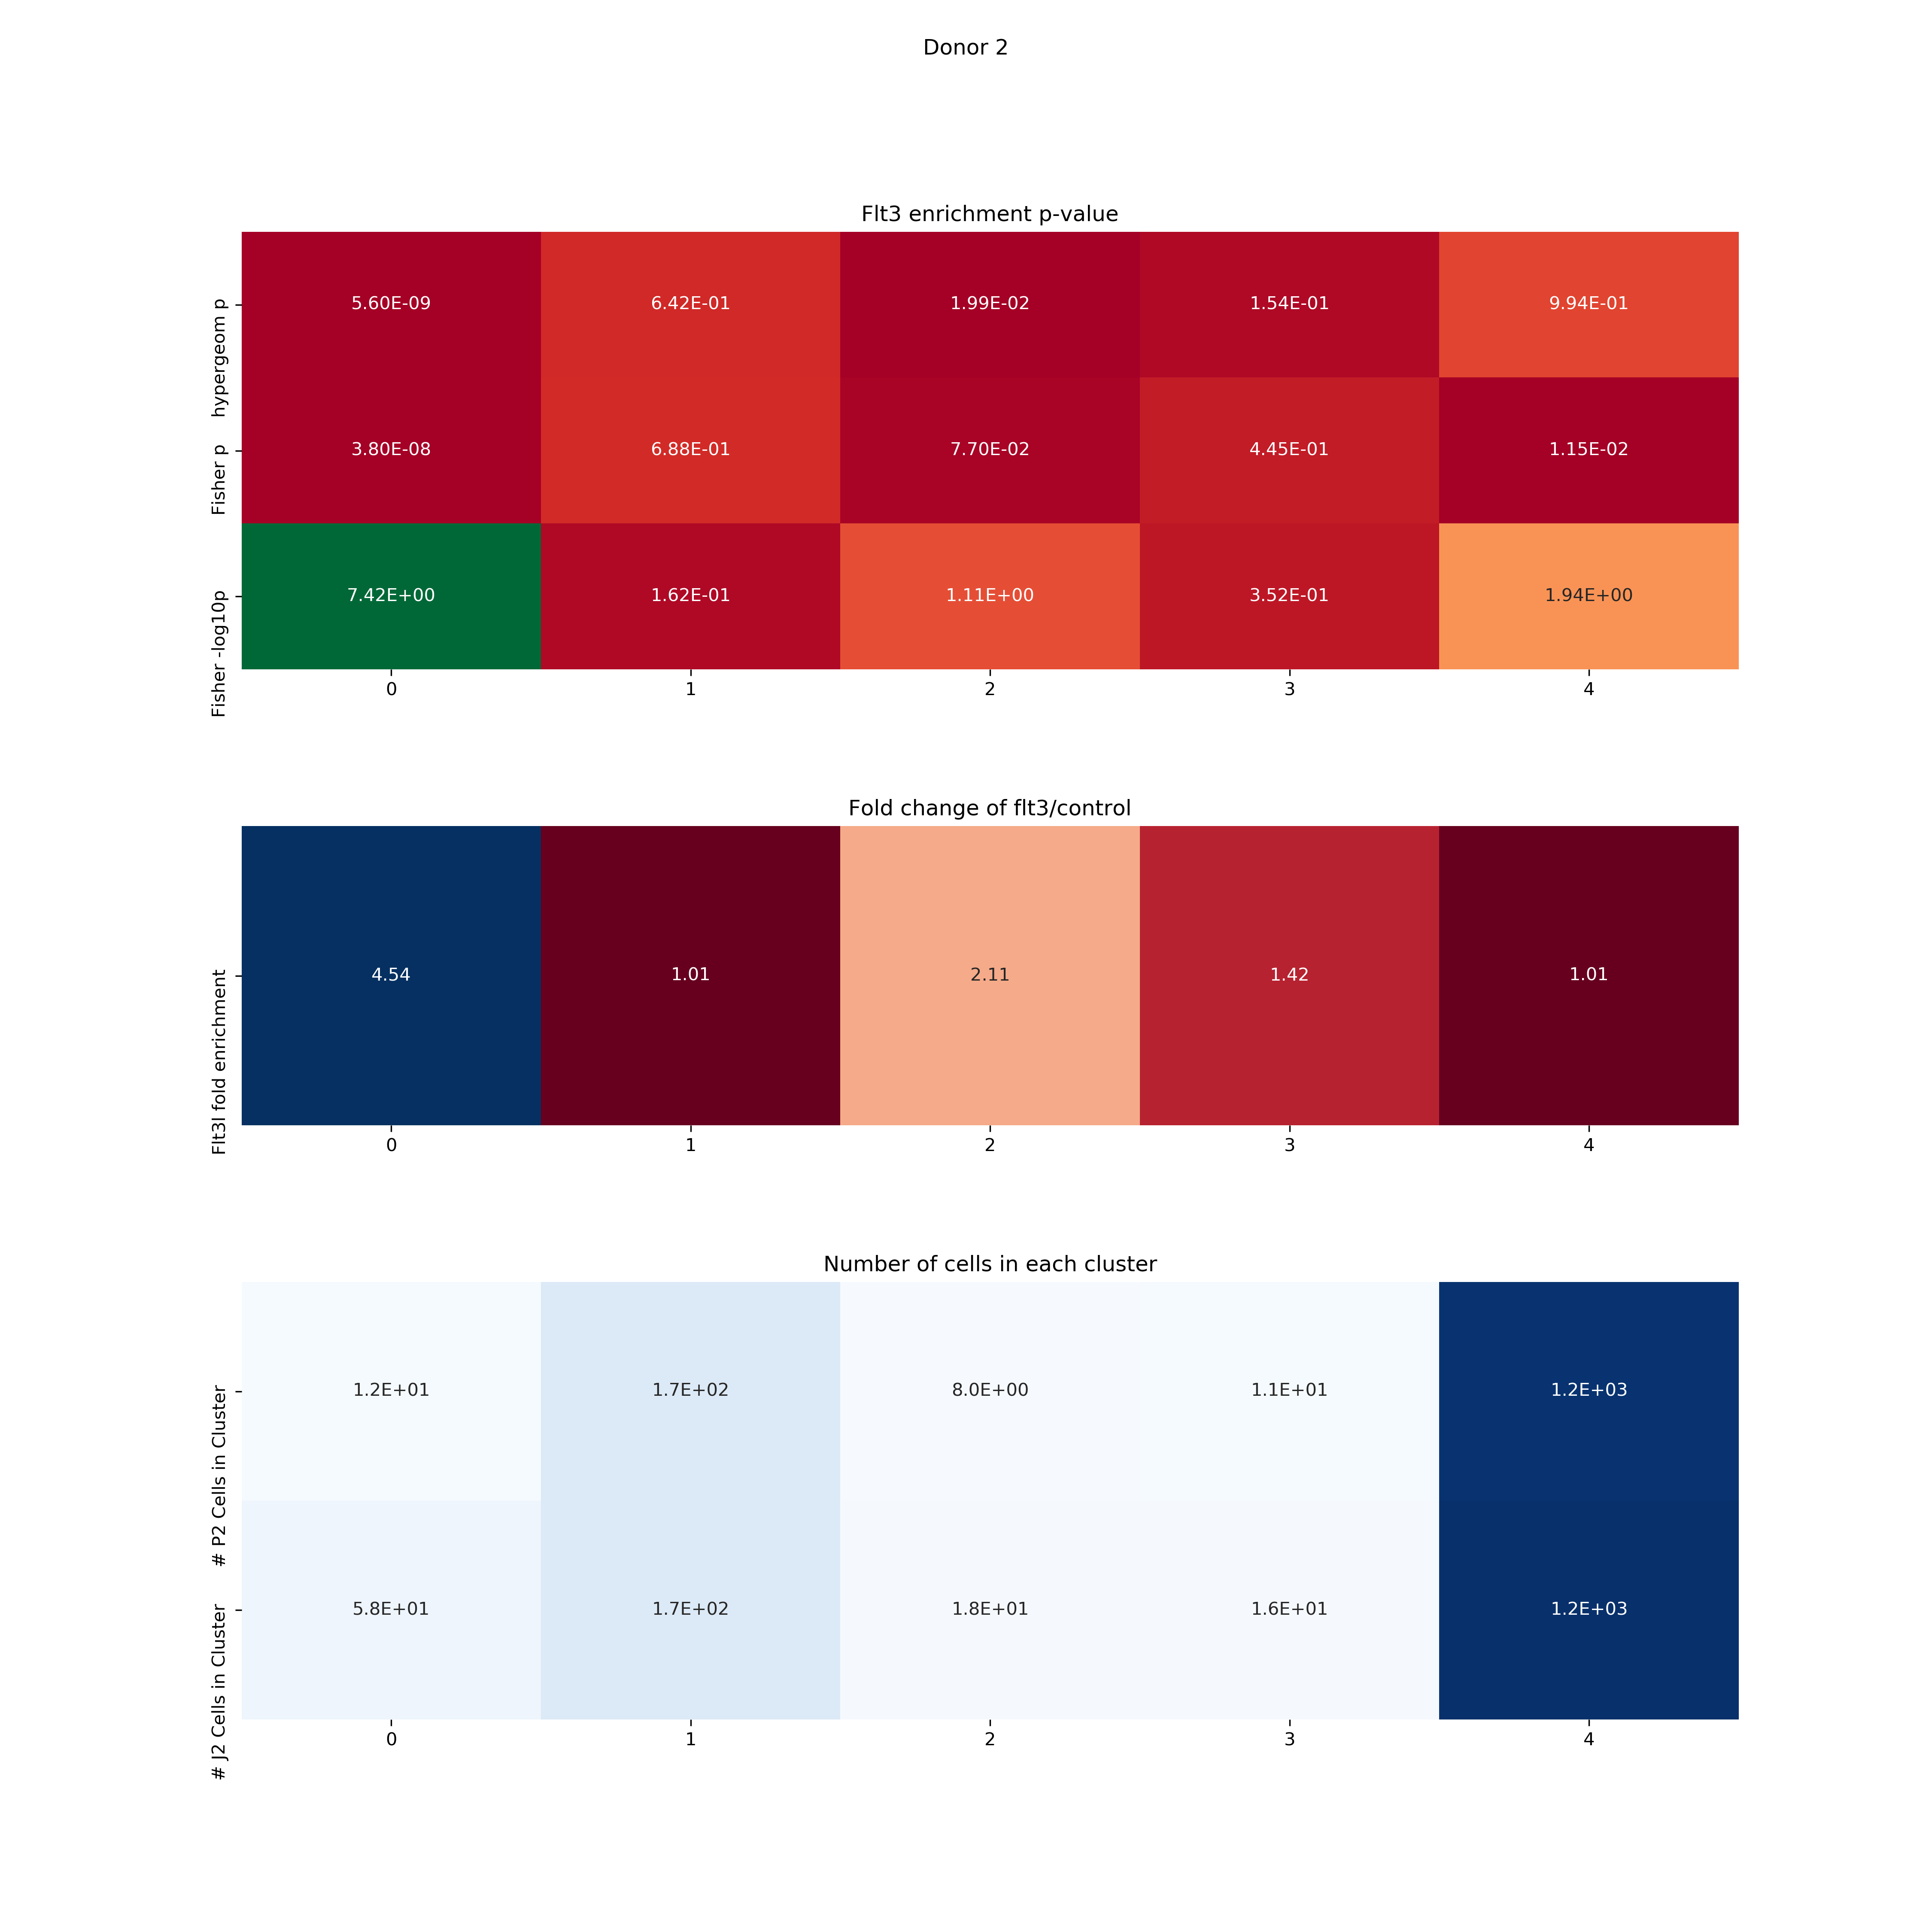 Donor 2
Flt3 enrichment p-value
hypergeom p
5.60E-09 6.42E-01 1.99E-02 1.54E-01 9.94E-01
Fisher p
3.80E-08 6.88E-01 7.70E-02 4.45E-01 1.15E-02
Fisher -log10p
7.42E+00 1.62E-01 1.11E+00 3.52E-01 1.94E+00
0 1 2 3 4
Fold change of flt3/control
Flt3l fold enrichment
4.54 1.01 2.11 1.42 1.01
0 1 2 3 4
Number of cells in each cluster
# P2 Cells in Cluster
1.2E+01 1.7E+02 8.0E+00 1.1E+01 1.2E+03
# J2 Cells in Cluster
5.8E+01 1.7E+02 1.8E+01 1.6E+01 1.2E+03
0 1 2 3 4